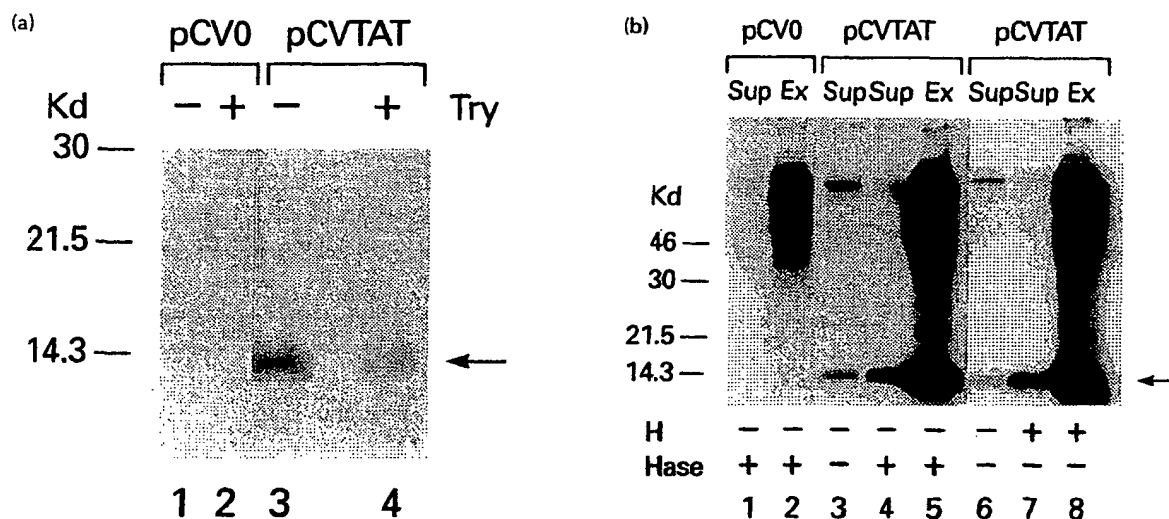 (a)
pCV0 pCVTAT
− + − + Try
Kd
30 —
21.5 —
14.3 —
1 2 3 4
(b)
pCV0 pCVTAT pCVTAT
Sup Ex Sup Sup Ex Sup Sup Ex
Kd
46 —
30 —
21.5 —
14.3 —
H − − − − − − + +
Hase + + − + + − − −
1 2 3 4 5 6 7 8